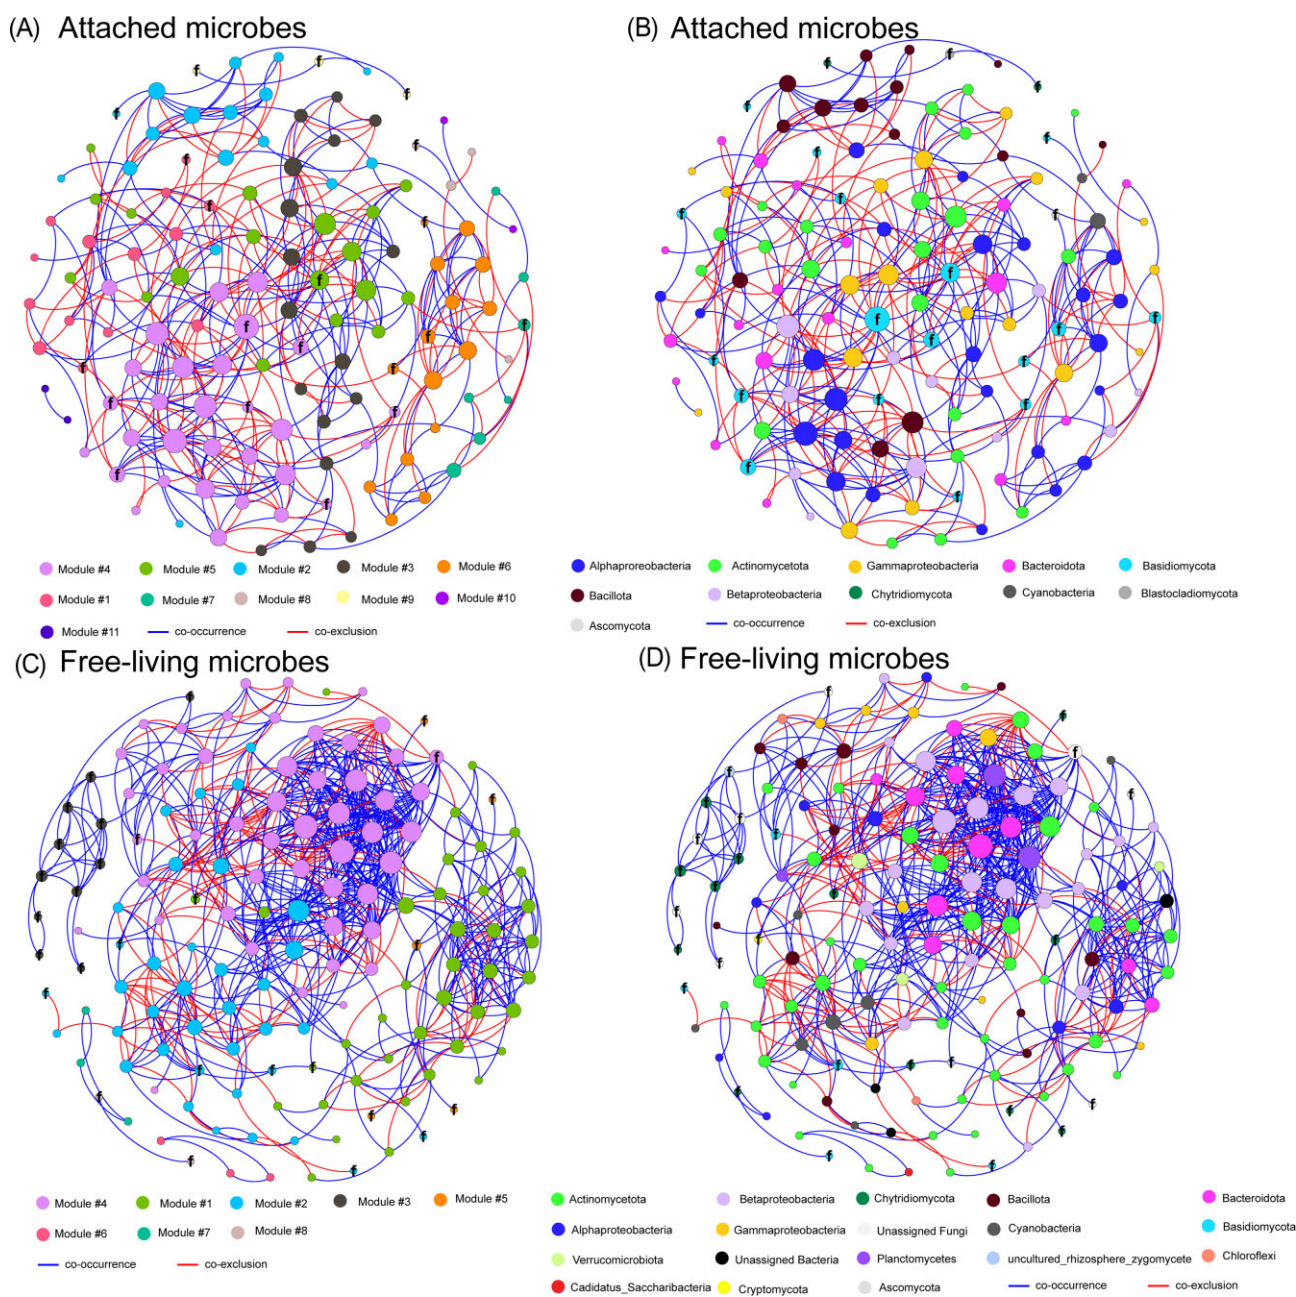 (A) Attached microbes
(B) Attached microbes
Module #4 Module #5 Module #2 Module #3 Module #6
Module #1 Module #7 Module #8 Module #9 Module #10
Module #11 co-occurrence co-exclusion
Alphaproreobacteria Actinomycetota Gammaproteobacteria Bacteroidota Basidiomycota
Bacillota Betaproteobacteria Chytridiomycota Cyanobacteria Blastocladiomycota
Ascomycota co-occurrence co-exclusion
(C) Free-living microbes
(D) Free-living microbes
Module #4 Module #1 Module #2 Module #3 Module #5
Module #6 Module #7 Module #8
co-occurrence co-exclusion
Actinomycetota Betaproteobacteria Chytridiomycota Bacillota Bacteroidota
Alphaproteobacteria Gammaproteobacteria Unassigned Fungi Cyanobacteria Basidiomycota
Verrucomicrobiota Unassigned Bacteria Planctomycetes uncultured_rhizosphere_zygomycete Chloroflexi
Cadidatus_Saccharibacteria Cryptomycota Ascomycota co-occurrence co-exclusion